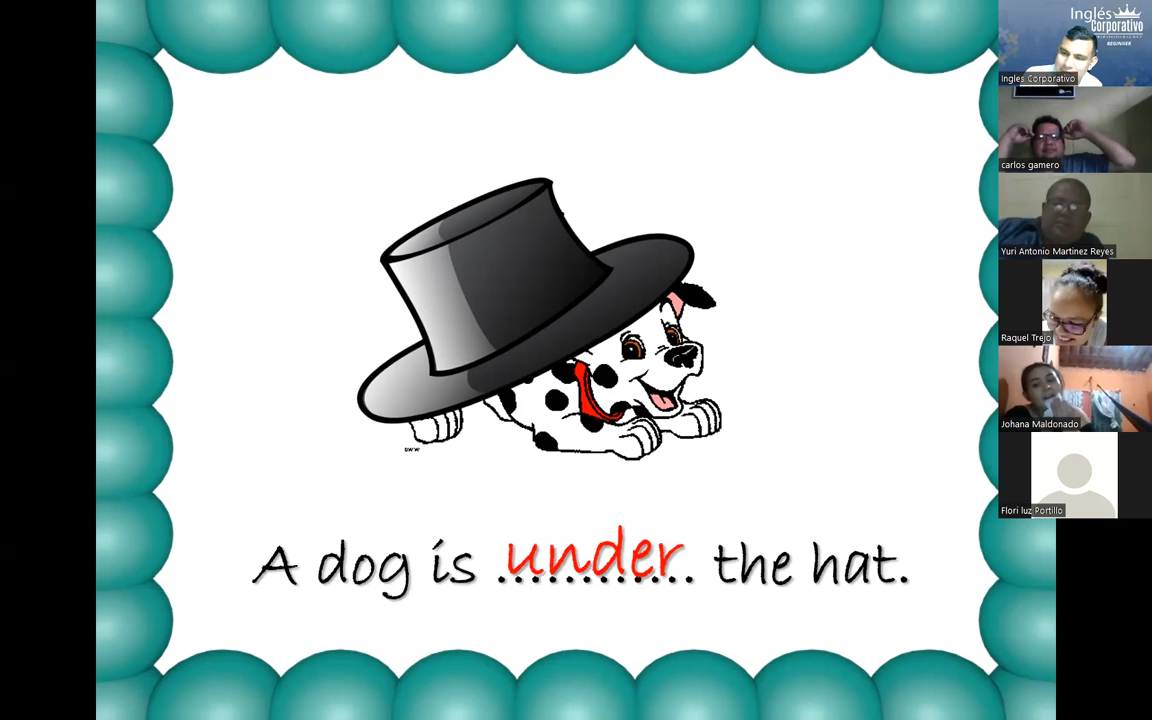 A dog is ............ the hat.
under
DWW
Inglés
Corporativo
BEGINNER
Ingles Corporativo
carlos gamero
Yuri Antonio Martinez Reyes
Raquel Trejo
Johana Maldonado
Flori luz Portillo